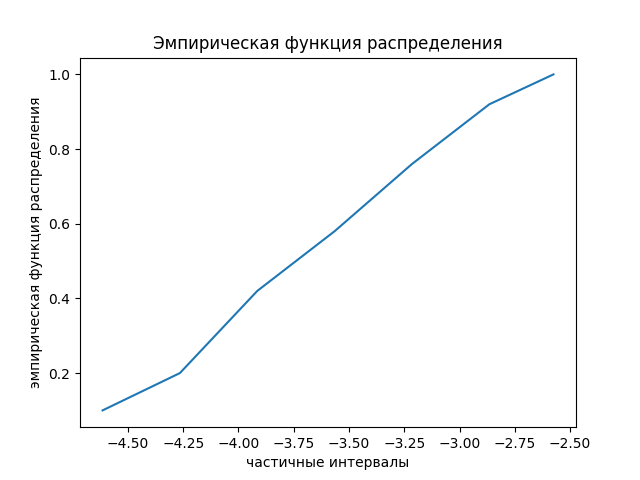 Эмпирическая функция распределения
эмпирическая функция распределения
1.0
0.8
0.6
0.4
0.2
−4.50 −4.25 −4.00 −3.75 −3.50 −3.25 −3.00 −2.75 −2.50
частичные интервалы